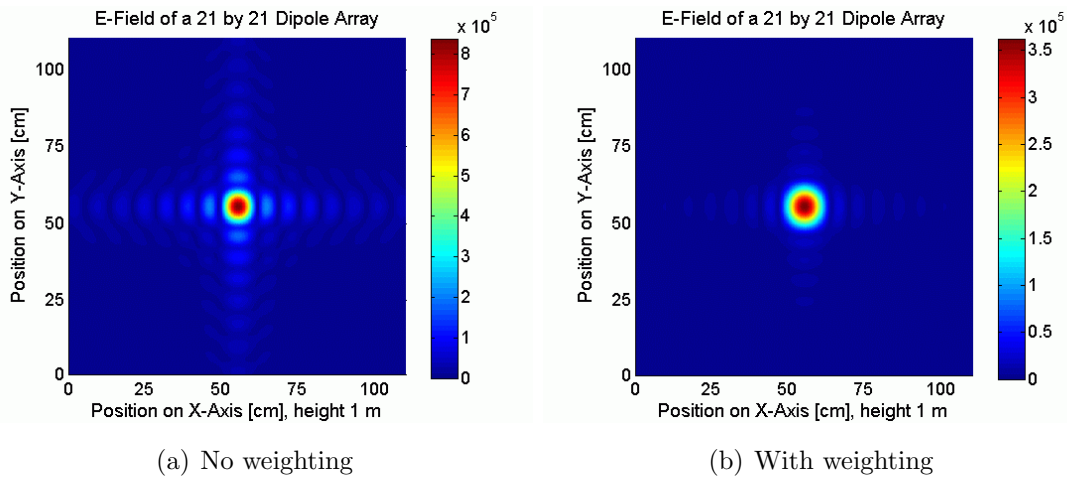 E-Field of a 21 by 21 Dipole Array
x 10^5
100
75
50
25
0
Position on Y-Axis [cm]
0 25 50 75 100
Position on X-Axis [cm], height 1 m
8
7
6
5
4
3
2
1
0
(a) No weighting
E-Field of a 21 by 21 Dipole Array
x 10^5
100
75
50
25
0
Position on Y-Axis [cm]
0 25 50 75 100
Position on X-Axis [cm], height 1 m
3.5
3
2.5
2
1.5
1
0.5
0
(b) With weighting